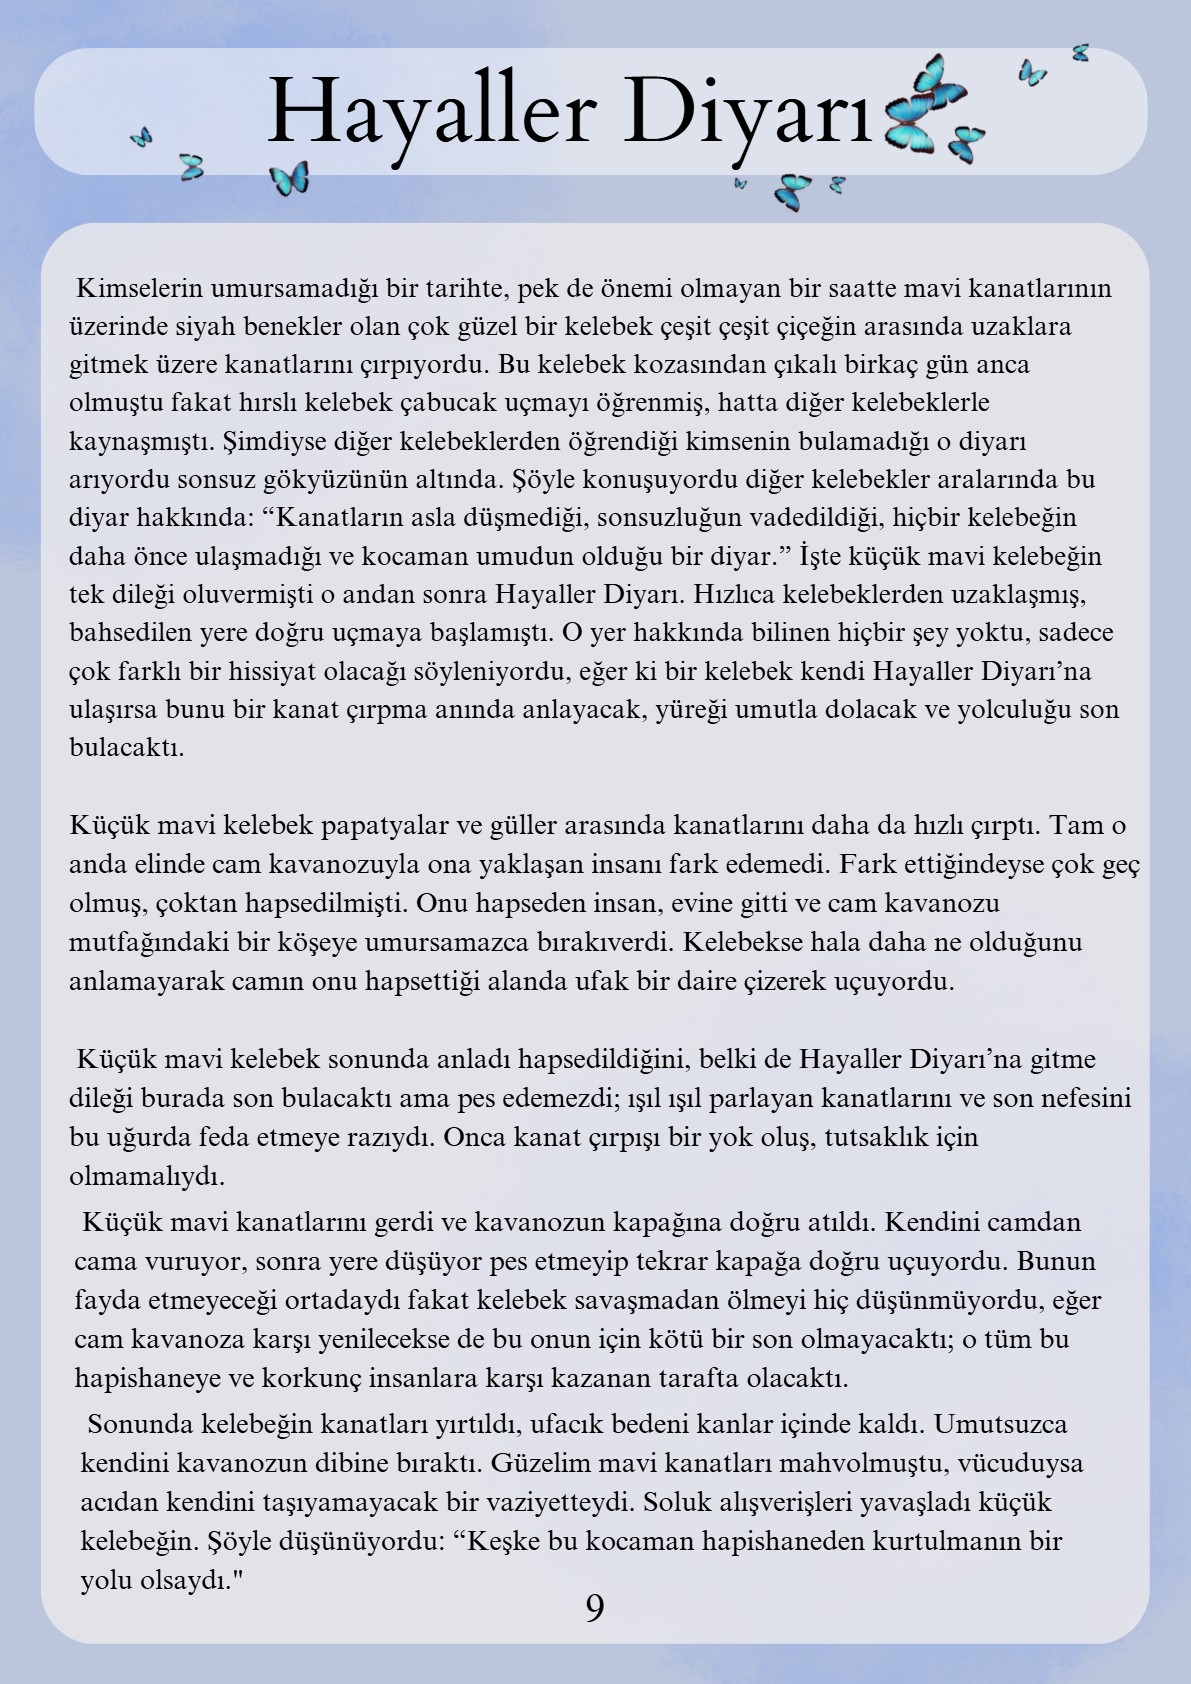 Hayaller Diyarı
Kimselerin umursamadığı bir tarihte, pek de önemi olmayan bir saatte mavi kanatlarının
üzerinde siyah benekler olan çok güzel bir kelebek çeşit çeşit çiçeğin arasında uzaklara
gitmek üzere kanatlarını çırpıyordu. Bu kelebek kozasından çıkalı birkaç gün anca
olmuştu fakat hırslı kelebek çabucak uçmayı öğrenmiş, hatta diğer kelebeklerle
kaynaşmıştı. Şimdiyse diğer kelebeklerden öğrendiği kimsenin bulamadığı o diyarı
arıyordu sonsuz gökyüzünün altında. Şöyle konuşuyordu diğer kelebekler aralarında bu
diyar hakkında: “Kanatların asla düşmediği, sonsuzluğun vadedildiği, hiçbir kelebeğin
daha önce ulaşmadığı ve kocaman umudun olduğu bir diyar.” İşte küçük mavi kelebeğin
tek dileği oluvermişti o andan sonra Hayaller Diyarı. Hızlıca kelebeklerden uzaklaşmış,
bahsedilen yere doğru uçmaya başlamıştı. O yer hakkında bilinen hiçbir şey yoktu, sadece
çok farklı bir hissiyat olacağı söyleniyordu, eğer ki bir kelebek kendi Hayaller Diyarı’na
ulaşırsa bunu bir kanat çırpma anında anlayacak, yüreği umutla dolacak ve yolculuğu son
bulacaktı.
Küçük mavi kelebek papatyalar ve güller arasında kanatlarını daha da hızlı çırptı. Tam o
anda elinde cam kavanozuyla ona yaklaşan insanı fark edemedi. Fark ettiğindeyse çok geç
olmuş, çoktan hapsedilmişti. Onu hapseden insan, evine gitti ve cam kavanozu
mutfağındaki bir köşeye umursamazca bırakıverdi. Kelebekse hala daha ne olduğunu
anlamayarak camın onu hapsettiği alanda ufak bir daire çizerek uçuyordu.
Küçük mavi kelebek sonunda anladı hapsedildiğini, belki de Hayaller Diyarı’na gitme
dileği burada son bulacaktı ama pes edemezdi; ışıl ışıl parlayan kanatlarını ve son nefesini
bu uğurda feda etmeye razıydı. Onca kanat çırpışı bir yok oluş, tutsaklık için
olmamalıydı.
Küçük mavi kanatlarını gerdi ve kavanozun kapağına doğru atıldı. Kendini camdan
cama vuruyor, sonra yere düşüyor pes etmeyip tekrar kapağa doğru uçuyordu. Bunun
fayda etmeyeceği ortadaydı fakat kelebek savaşmadan ölmeyi hiç düşünmüyordu, eğer
cam kavanoza karşı yenilecekse de bu onun için kötü bir son olmayacaktı; o tüm bu
hapishaneye ve korkunç insanlara karşı kazanan tarafta olacaktı.
Sonunda kelebeğin kanatları yırtıldı, ufacık bedeni kanlar içinde kaldı. Umutsuzca
kendini kavanozun dibine bıraktı. Güzelim mavi kanatları mahvolmuştu, vücuduysa
acıdan kendini taşıyamayacak bir vaziyetteydi. Soluk alışverişleri yavaşladı küçük
kelebeğin. Şöyle düşünüyordu: “Keşke bu kocaman hapishaneden kurtulmanın bir
yolu olsaydı."
9